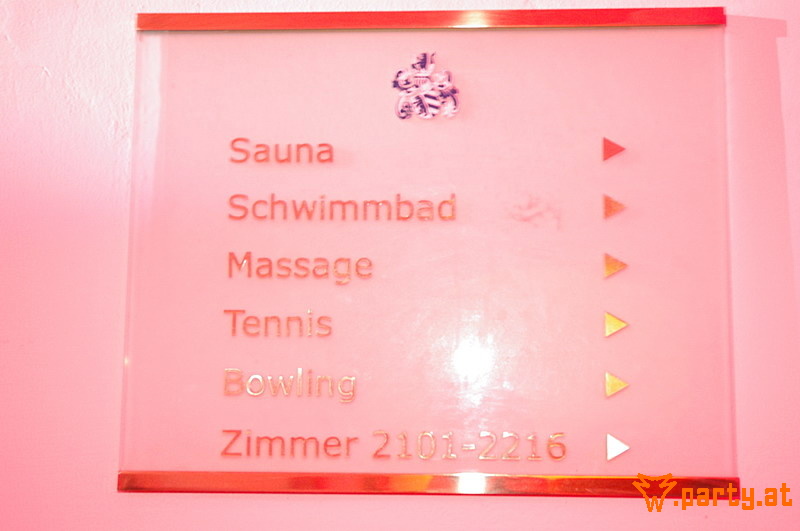 Sauna
Schwimmbad
Massage
Tennis
Bowling
Zimmer 2101-2216
.party.at